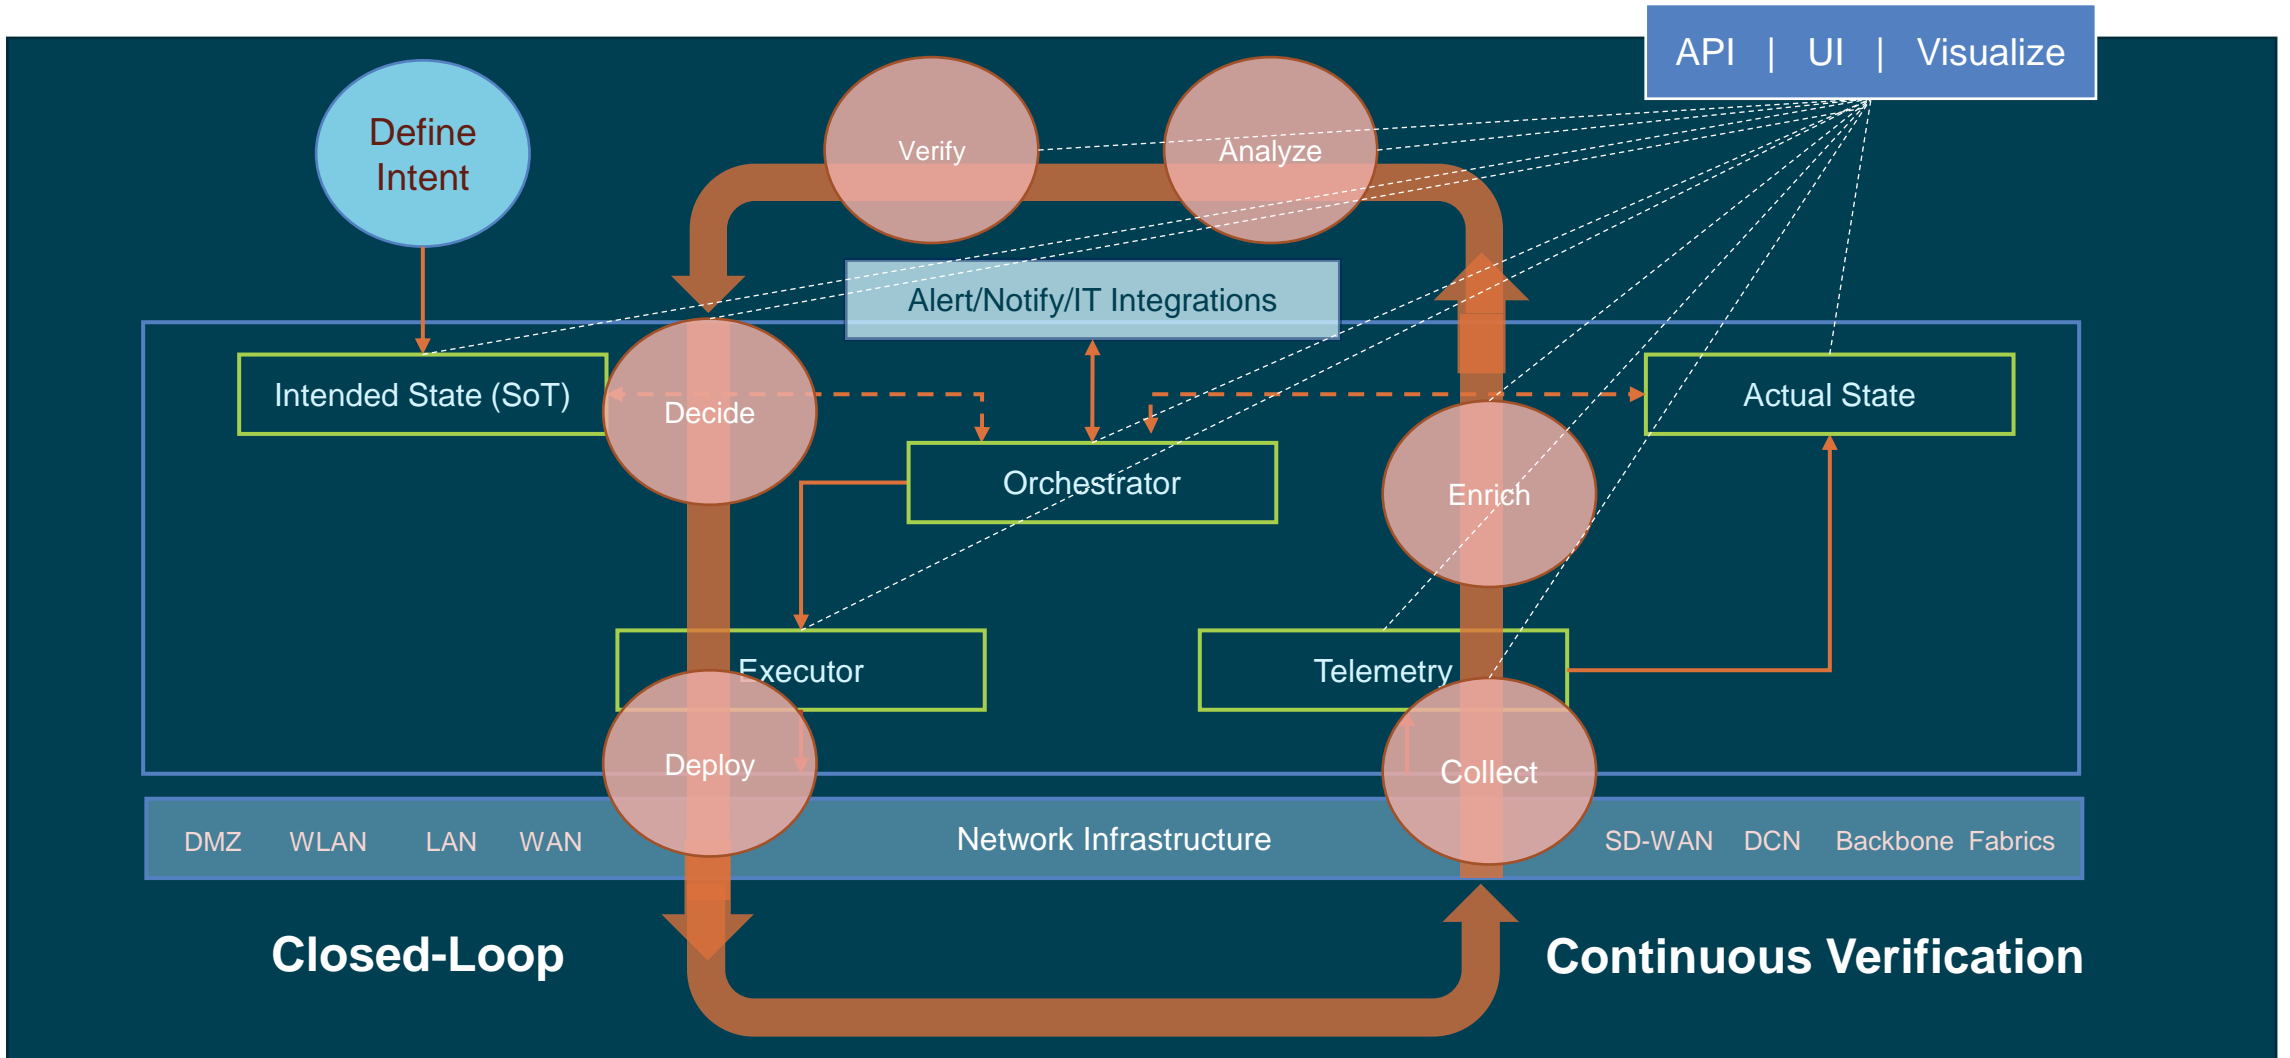 API | UI | Visualize
Define
Intent
Verify
Analyze
Alert/Notify/IT Integrations
Intended State (SoT)
Decide
Actual State
Orchestrator
Enrich
Executor
Telemetry
Deploy
Collect
DMZ WLAN LAN WAN Network Infrastructure SD-WAN DCN Backbone Fabrics
Closed-Loop
Continuous Verification